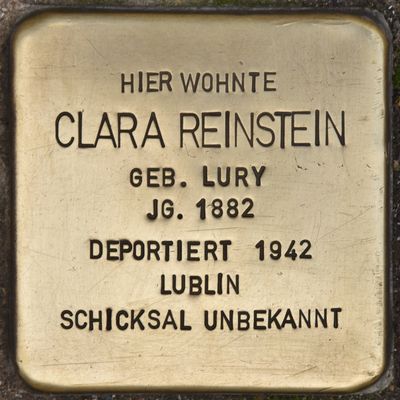 HIER WOHNTE
CLARA REINSTEIN
GEB. LURY
JG. 1882
DEPORTIERT 1942
LUBLIN
SCHICKSAL UNBEKANNT